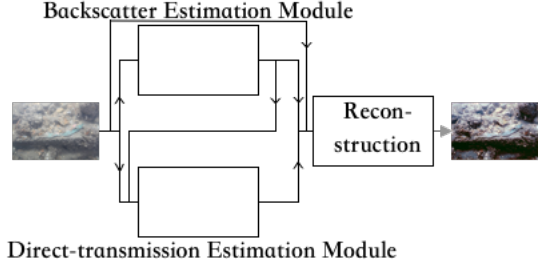 Backscatter Estimation Module
Recon-
struction
Direct-transmission Estimation Module